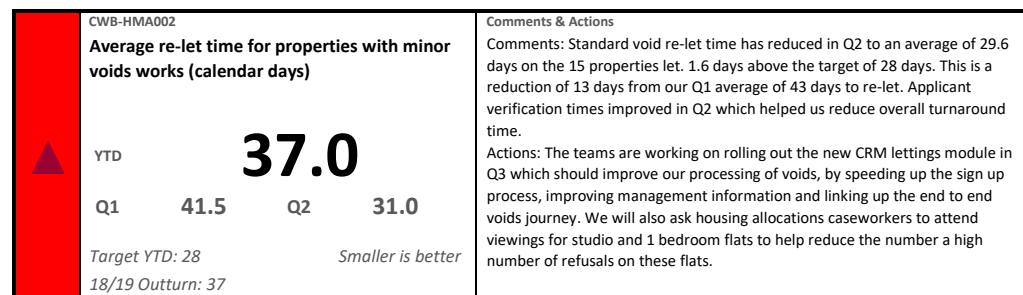 CWB-HMA002
Average re-let time for properties with minor
voids works (calendar days)
YTD 37.0
Q1 41.5 Q2 31.0
Target YTD: 28 Smaller is better
18/19 Outturn: 37
Comments & Actions
Comments: Standard void re-let time has reduced in Q2 to an average of 29.6
days on the 15 properties let. 1.6 days above the target of 28 days. This is a
reduction of 13 days from our Q1 average of 43 days to re-let. Applicant
verification times improved in Q2 which helped us reduce overall turnaround
time.
Actions: The teams are working on rolling out the new CRM lettings module in
Q3 which should improve our processing of voids, by speeding up the sign up
process, improving management information and linking up the end to end
voids journey. We will also ask housing allocations caseworkers to attend
viewings for studio and 1 bedroom flats to help reduce the number a high
number of refusals on these flats.